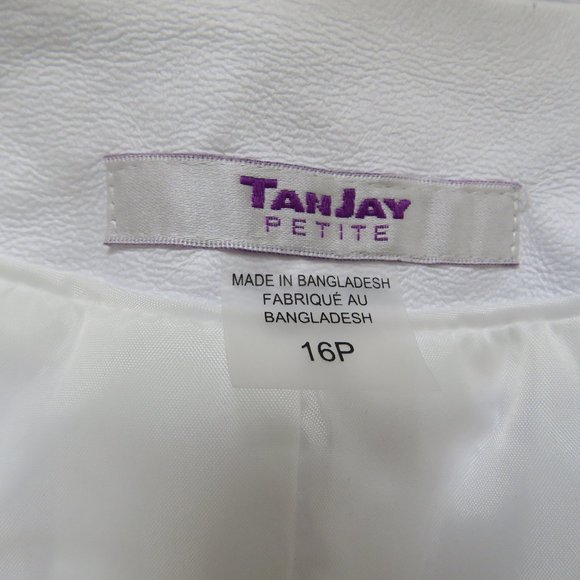 TANJAY
PETITE
MADE IN BANGLADESH
FABRIQUÉ AU
BANGLADESH
16P